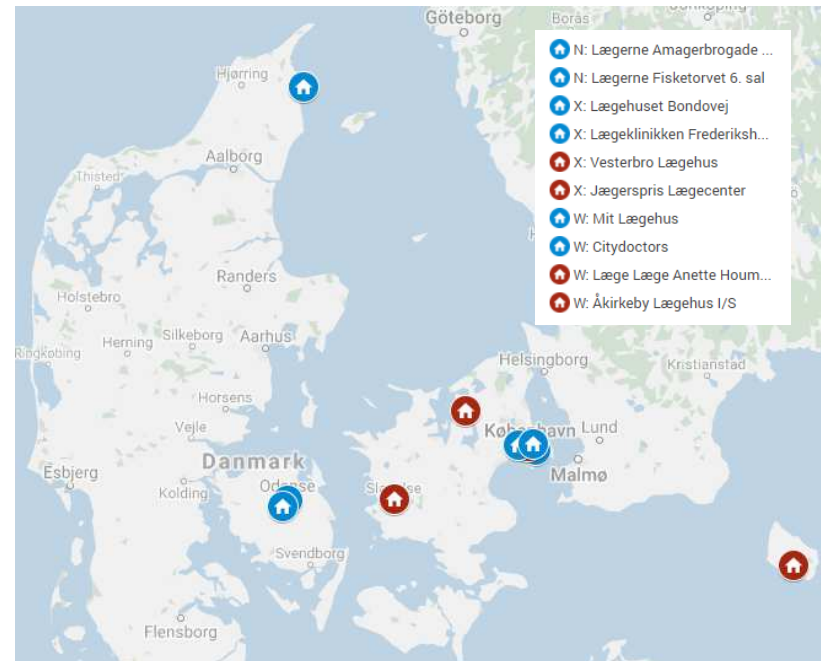 Göteborg
Borås
Hjørring
Aalborg
Thisted
Randers
Holstebro
Silkeborg
Aarhus
Herning
Ringkøbing
Horsens
Vejle
Danmark
Esbjerg
Kolding
Odense
Svendborg
Flensborg
Helsingborg
Kristianstad
København
Lund
Malmø
N: Lægerne Amagerbrogade ...
N: Lægerne Fisketorvet 6. sal
X: Lægehuset Bondovej
X: Lægeklinikken Frederiksh...
X: Vesterbro Lægehus
X: Jægerspris Lægecenter
W: Mit Lægehus
W: Citydoctors
W: Læge Læge Anette Houm...
W: Åkirkeby Lægehus I/S